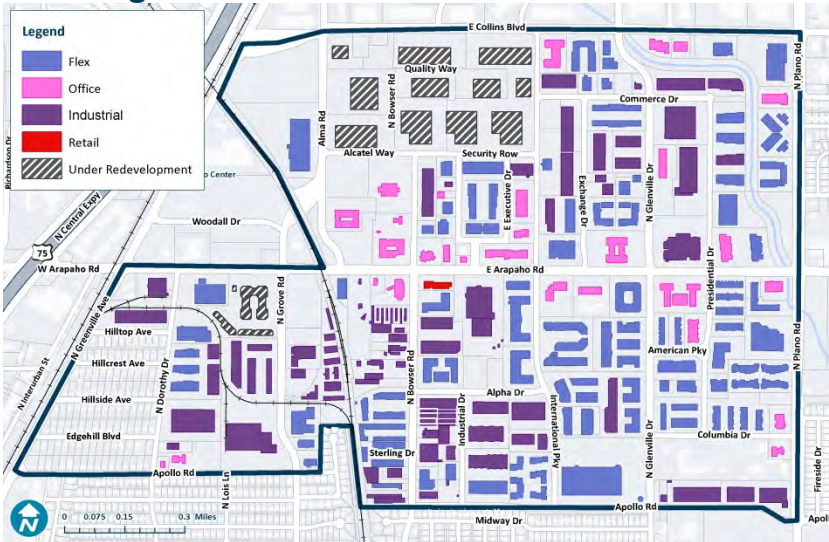 E Collins Blvd
Legend
Flex
Office
Industrial
Retail
Under Redevelopment
Quality Way
N Bowser Rd
Alma Rd
N Plano Rd
Commerce Dr
Alcatel Way
Security Row
Richardson Dr
Center
N Central Expy
75
Woodall Dr
E Executive Dr
Exchange Dr
N Glenville Dr
W Arapaho Rd
E Arapaho Rd
Presidential Dr
N Greenville Ave
N Grove Rd
Hilltop Ave
N Interurban St
Hillcrest Ave
N Dorothy Dr
N Bowser Rd
American Pky
N Plano Rd
Hillside Ave
Alpha Dr
Industrial Dr
International Pky
Edgehill Blvd
Columbia Dr
N Glenville Dr
Sterling Dr
Apollo Rd
N Lois Ln
Fireside Dr
Apollo Rd
Midway Dr
N
0 0.075 0.15 0.3 Miles